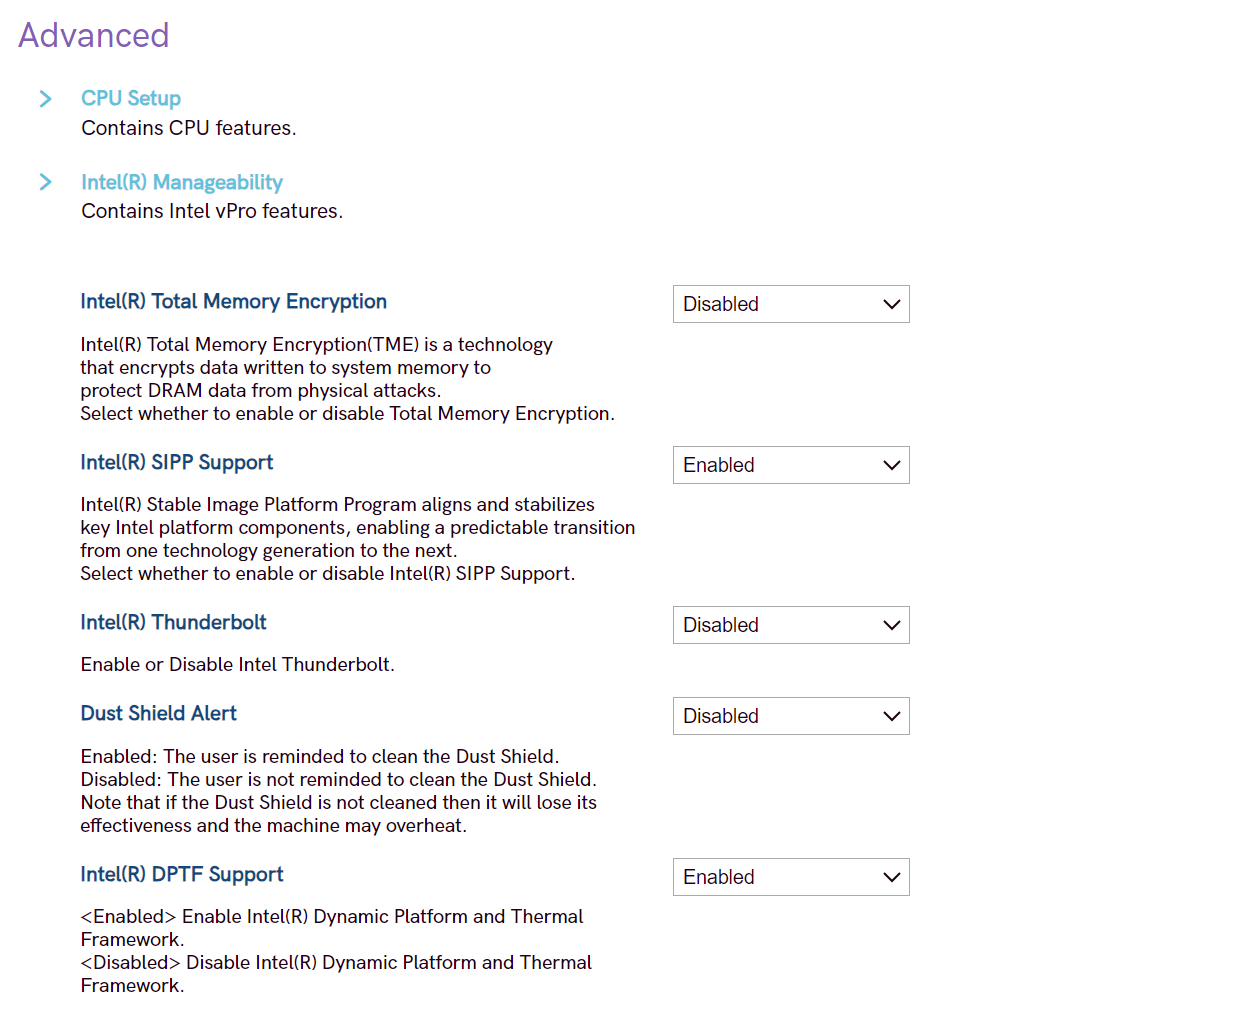 Advanced
CPU Setup
Contains CPU features.
Intel(R) Manageability
Contains Intel vPro features.
Intel(R) Total Memory Encryption
Disabled
Intel(R) Total Memory Encryption(TME) is a technology
that encrypts data written to system memory to
protect DRAM data from physical attacks.
Select whether to enable or disable Total Memory Encryption.
Intel(R) SIPP Support
Enabled
Intel(R) Stable Image Platform Program aligns and stabilizes
key Intel platform components, enabling a predictable transition
from one technology generation to the next.
Select whether to enable or disable Intel(R) SIPP Support.
Intel(R) Thunderbolt
Disabled
Enable or Disable Intel Thunderbolt.
Dust Shield Alert
Disabled
Enabled: The user is reminded to clean the Dust Shield.
Disabled: The user is not reminded to clean the Dust Shield.
Note that if the Dust Shield is not cleaned then it will lose its
effectiveness and the machine may overheat.
Intel(R) DPTF Support
Enabled
<Enabled> Enable Intel(R) Dynamic Platform and Thermal
Framework.
<Disabled> Disable Intel(R) Dynamic Platform and Thermal
Framework.